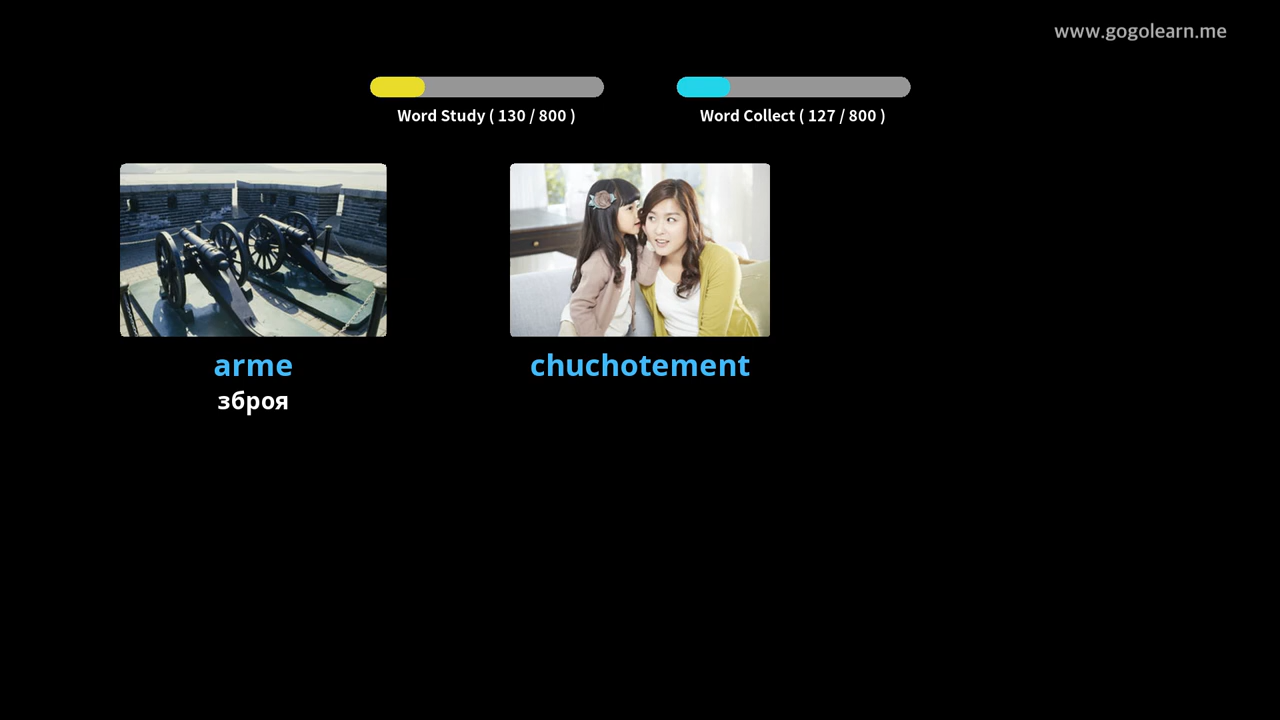 www.gogolearn.me
Word Study ( 130 / 800 )
Word Collect ( 127 / 800 )
arme
зброя
chuchotement